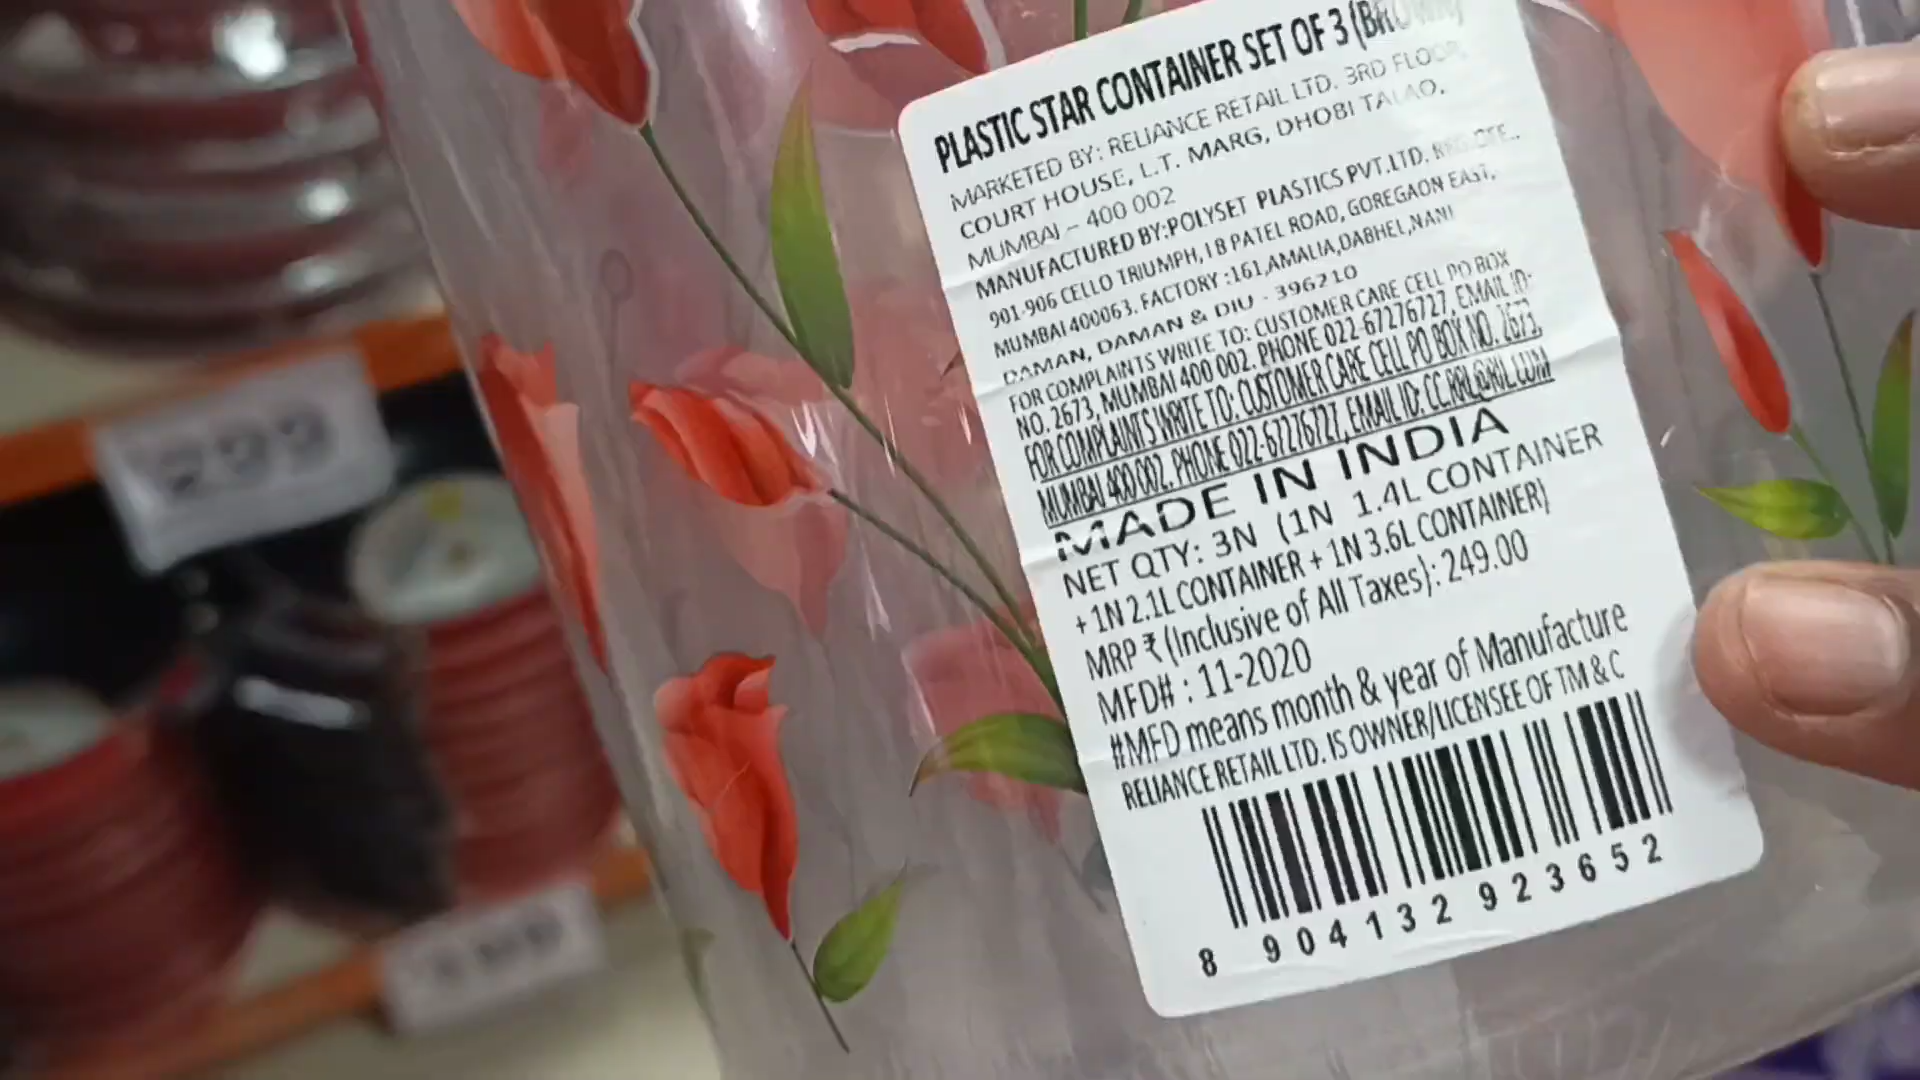 PLASTIC STAR CONTAINER SET OF 3 (BROWN)
MARKETED BY: RELIANCE RETAIL LTD. 3RD FLOOR,
COURT HOUSE, L.T. MARG, DHOBI TALAO,
MUMBAI – 400 002
MANUFACTURED BY:POLYSET PLASTICS PVT.LTD. REG.OFF.,
901-906 CELLO TRIUMPH, I B PATEL ROAD, GOREGAON EAST,
MUMBAI 400063. FACTORY :161,AMALIA,DABHEL,NANI
DAMAN, DAMAN & DIU - 396210
FOR COMPLAINTS WRITE TO: CUSTOMER CARE CELL PO BOX
NO. 2673, MUMBAI 400 002. PHONE 022-67276727, EMAIL ID:
FOR COMPLAINTS WRITE TO: CUSTOMER CARE CELL PO BOX NO. 2673,
MUMBAI 400 002. PHONE 022-67276727, EMAIL ID: CC.RRL@RIL.COM
MADE IN INDIA
NET QTY: 3N (1N 1.4L CONTAINER
+ 1N 2.1L CONTAINER + 1N 3.6L CONTAINER)
MRP ₹ (Inclusive of All Taxes): 249.00
MFD# : 11-2020
#MFD means month & year of Manufacture
RELIANCE RETAIL LTD. IS OWNER/LICENSEE OF TM & C
8 904132 923652
299